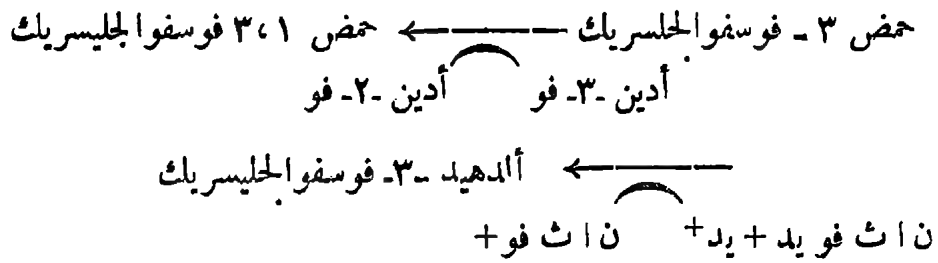 حمض ٣ - فوسفوالجلسريك ← حمض ١،٣ فوسفوالجليسريك
أدين -٣- فو أدين -٢- فو
← ألدهيد -٣- فوسفوالجليسريك
ن ا ث فو يد + يد+ ن ا ث فو+